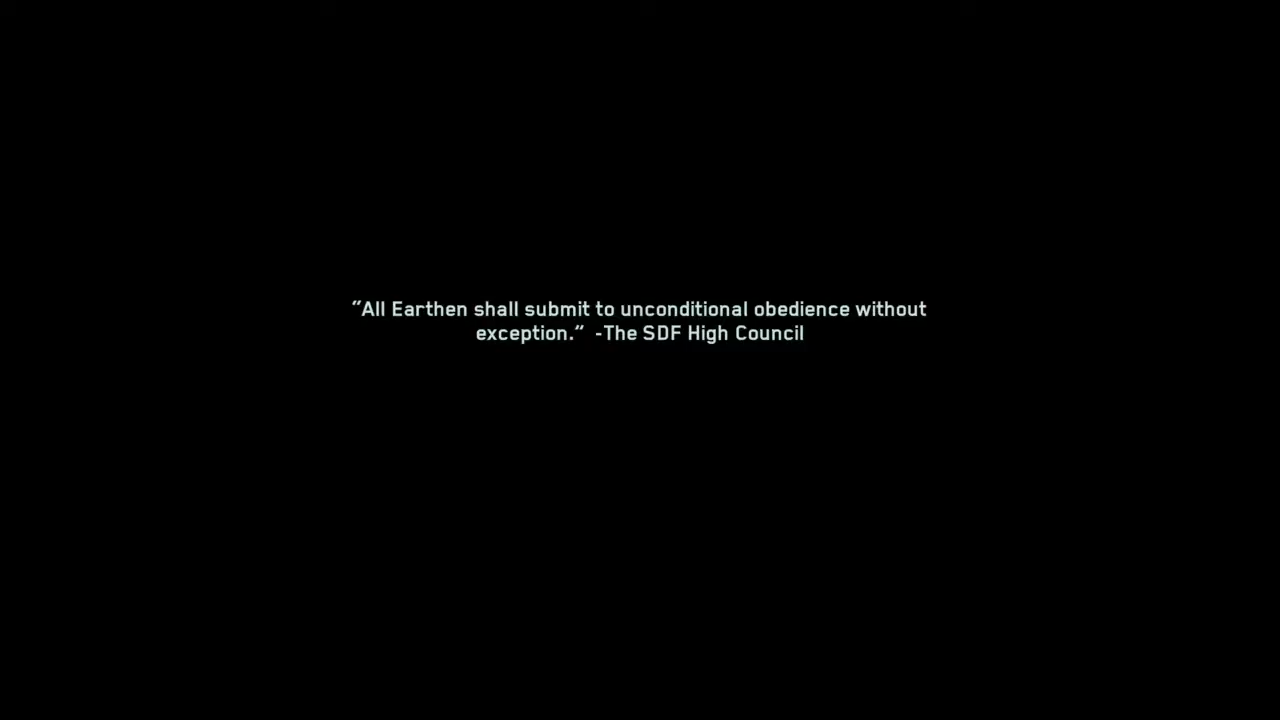 "All Earthen shall submit to unconditional obedience without
exception." -The SDF High Council